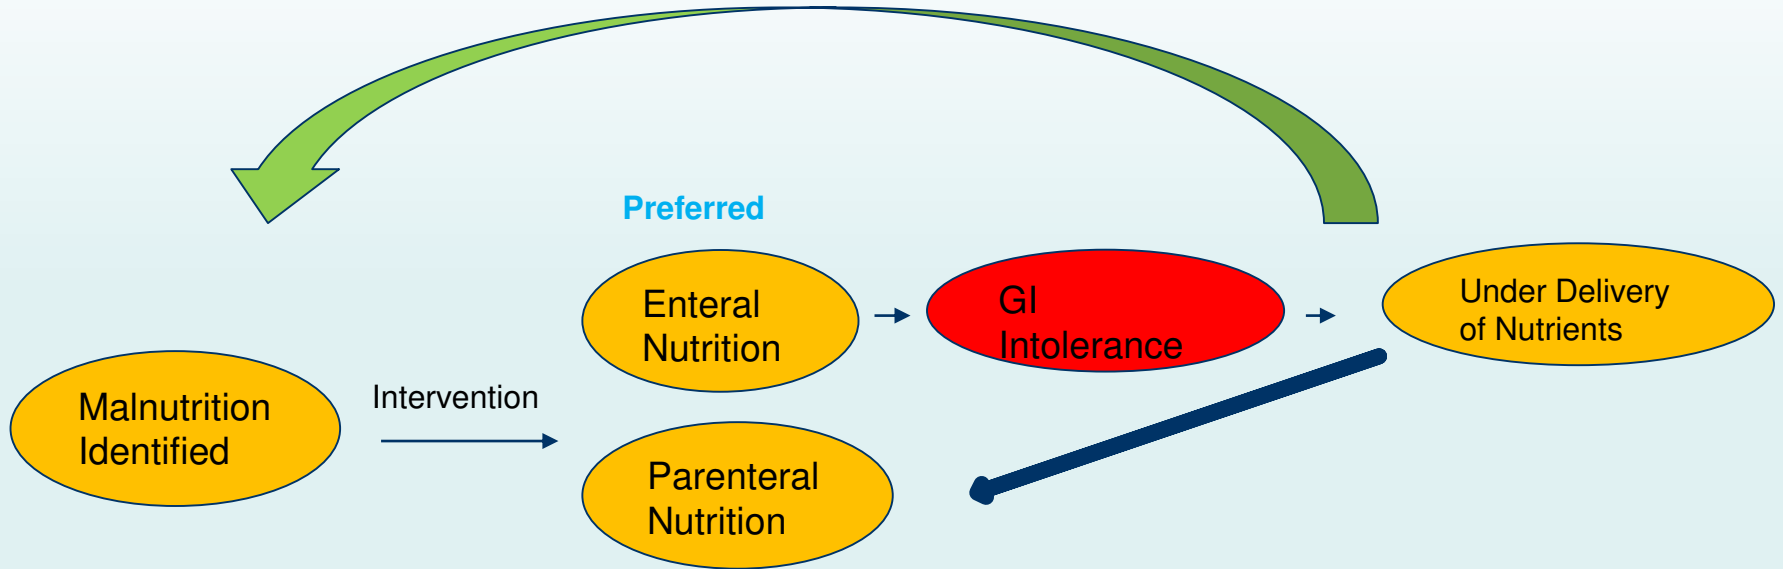 Preferred
Enteral
Nutrition
GI
Intolerance
Under Delivery
of Nutrients
Malnutrition
Identified
Intervention
Parenteral
Nutrition